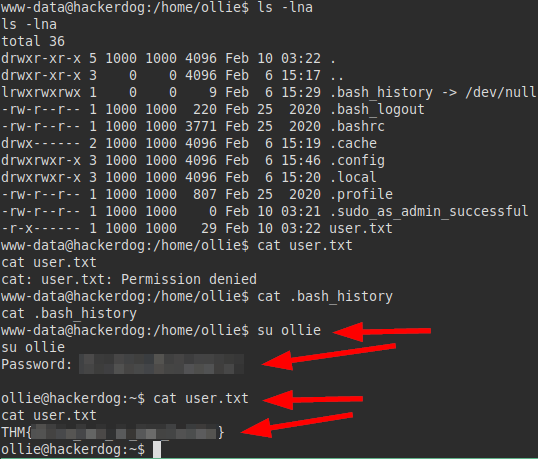 www-data@hackerdog:/home/ollie$ ls -lna
ls -lna
total 36
drwxr-xr-x 5 1000 1000 4096 Feb 10 03:22 .
drwxr-xr-x 3    0    0 4096 Feb  6 15:17 ..
lrwxrwxrwx 1    0    0    9 Feb  6 15:29 .bash_history -> /dev/null
-rw-r--r-- 1 1000 1000  220 Feb 25  2020 .bash_logout
-rw-r--r-- 1 1000 1000 3771 Feb 25  2020 .bashrc
drwx------ 2 1000 1000 4096 Feb  6 15:19 .cache
drwxrwxr-x 3 1000 1000 4096 Feb  6 15:46 .config
drwxrwxr-x 3 1000 1000 4096 Feb  6 15:20 .local
-rw-r--r-- 1 1000 1000  807 Feb 25  2020 .profile
-rw-r--r-- 1 1000 1000    0 Feb 10 03:21 .sudo_as_admin_successful
-r-x------ 1 1000 1000   29 Feb 10 03:22 user.txt
www-data@hackerdog:/home/ollie$ cat user.txt
cat user.txt
cat: user.txt: Permission denied
www-data@hackerdog:/home/ollie$ cat .bash_history
cat .bash_history
www-data@hackerdog:/home/ollie$ su ollie
su ollie
Password:
ollie@hackerdog:~$ cat user.txt
cat user.txt
THM{ }
ollie@hackerdog:~$